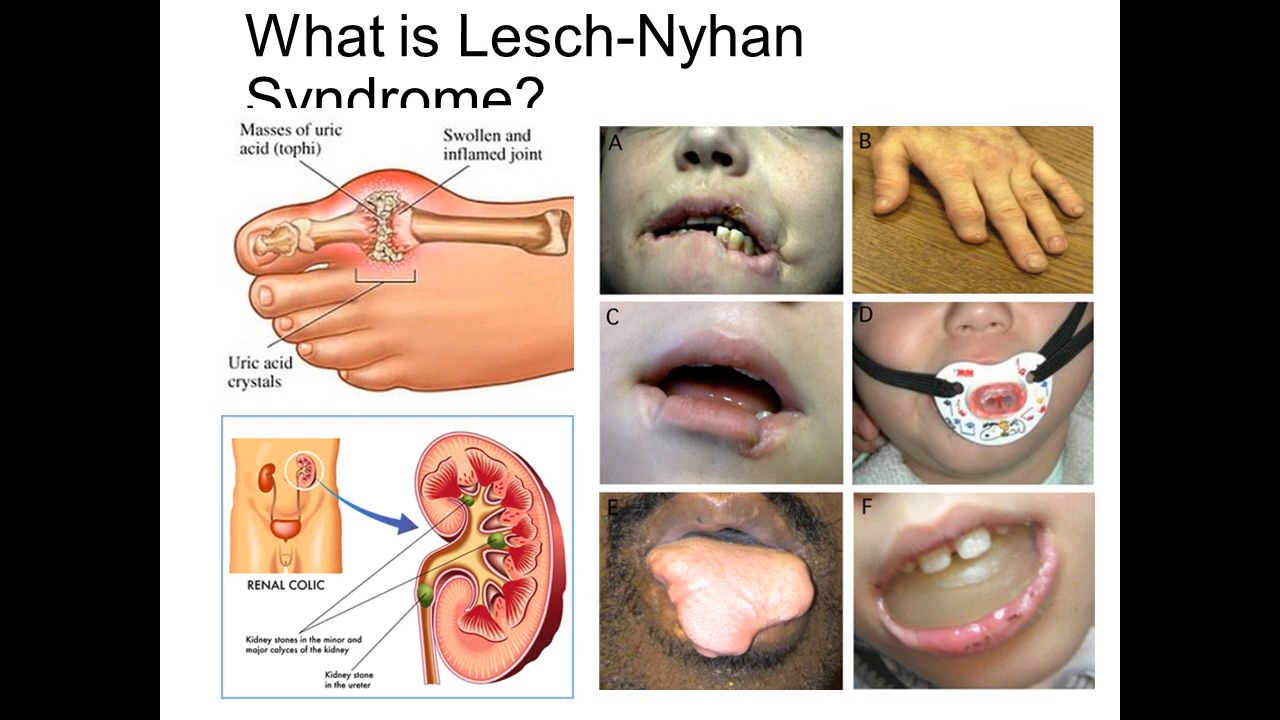 What is Lesch-Nyhan
Syndrome?
Masses of uric
acid (tophi)
Swollen and
inflamed joint
Uric acid
crystals
RENAL COLIC
Kidney stones in the minor and
major calyces of the kidney
Kidney stone
in the ureter
A
B
C
D
E
F